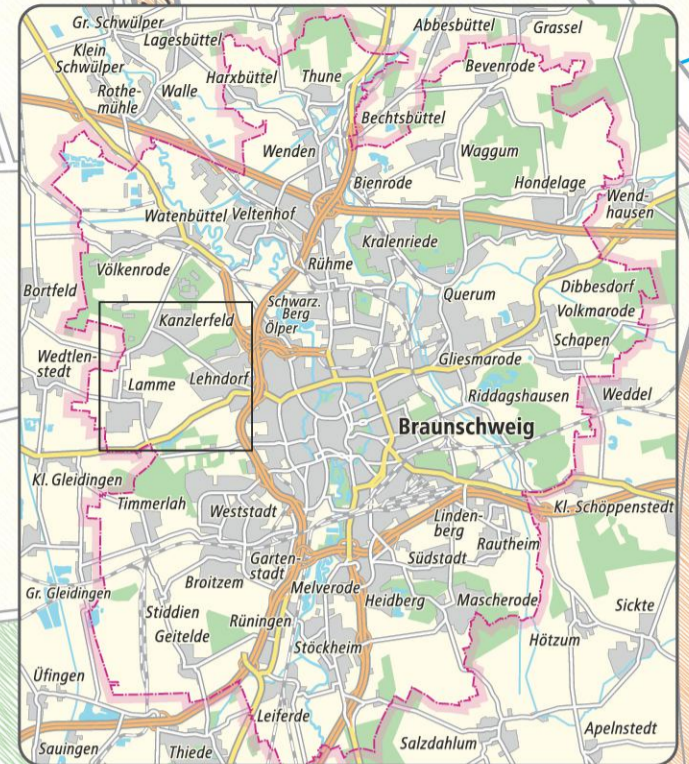 Gr. Schwülper
Abbesbüttel
Grassel
Lagesbüttel
Klein
Schwülper
Harxbüttel
Thune
Bevenrode
Rothe-
mühle
Walle
Bechtsbüttel
Wenden
Waggum
Bienrode
Hondelage
Wend-
hausen
Watenbüttel
Veltenhof
Kralenriede
Rühme
Völkenrode
Dibbesdorf
Bortfeld
Querum
Volkmarode
Kanzlerfeld
Schwarz.
Berg
Ölper
Schapen
Wedtlen-
stedt
Gliesmarode
Lamme
Lehndorf
Riddagshausen
Weddel
Braunschweig
Kl. Gleidingen
Timmerlah
Weststadt
Kl. Schöppenstedt
Linden-
berg
Rautheim
Garten-
stadt
Südstadt
Broitzem
Melverode
Gr. Gleidingen
Heidberg
Mascherode
Sickte
Stiddien
Rüningen
Geitelde
Hötzum
Stöckheim
Üfingen
Leiferde
Apelnstedt
Salzdahlum
Sauingen
Thiede